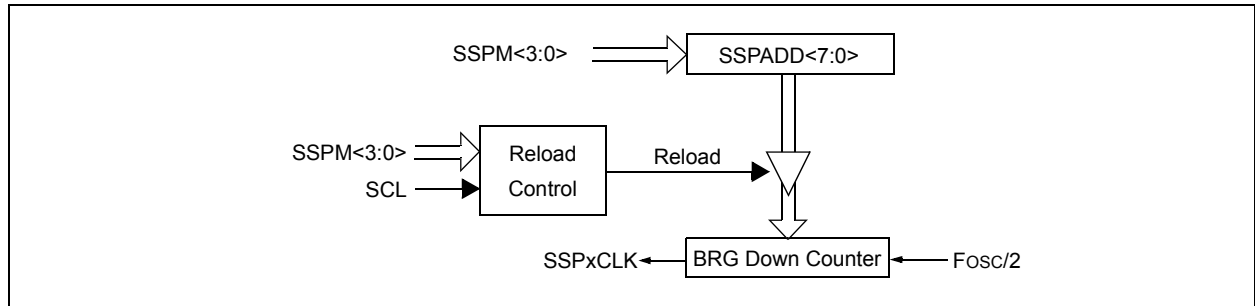 SSPM<3:0>
SSPADD<7:0>
SSPM<3:0>
Reload
Control
Reload
SCL
SSPxCLK
BRG Down Counter
FOSC/2